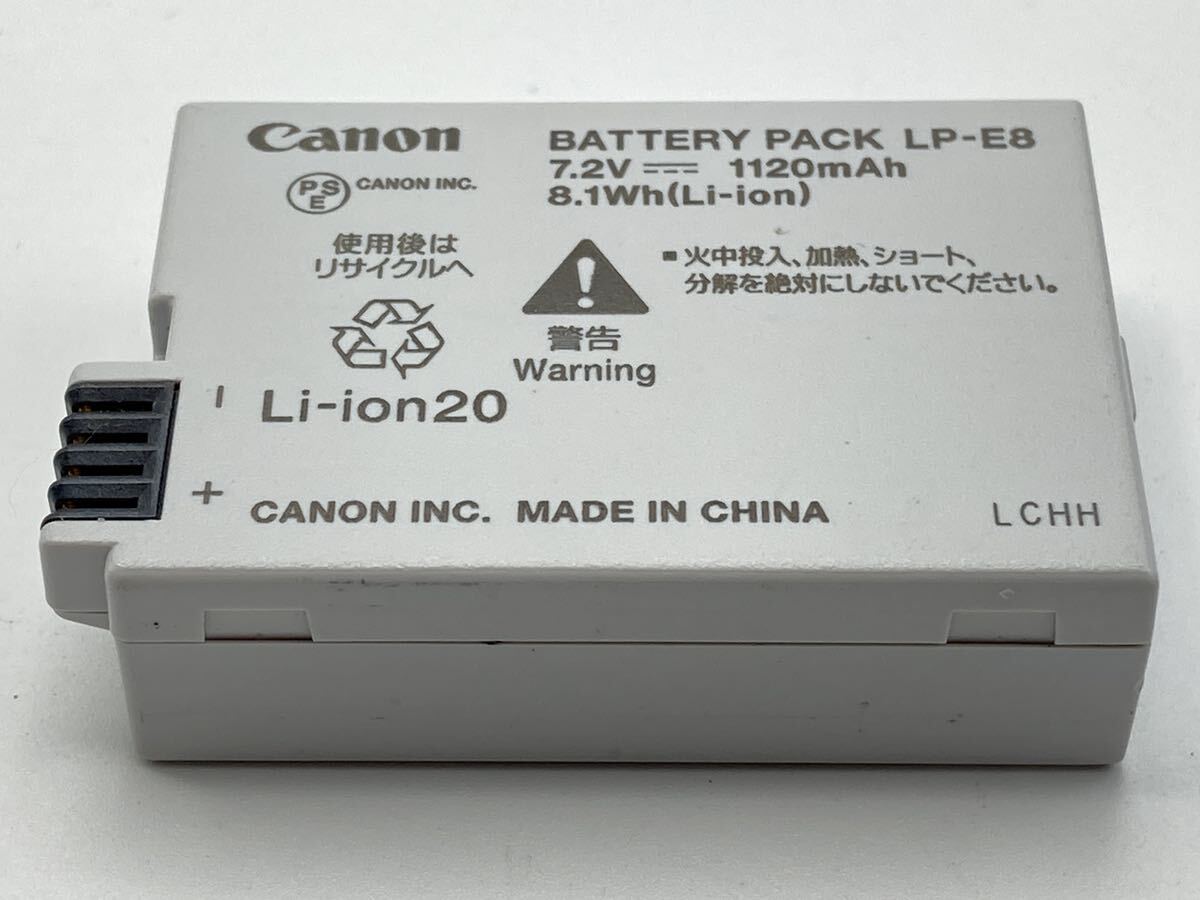 Canon
BATTERY PACK LP-E8
7.2V ⎓ 1120mAh
8.1Wh(Li-ion)
PSE CANON INC.
使用後は
リサイクルへ
■火中投入、加熱、ショート、
分解を絶対にしないでください。
警告
Warning
Li-ion20
−
+
CANON INC. MADE IN CHINA
LCHH